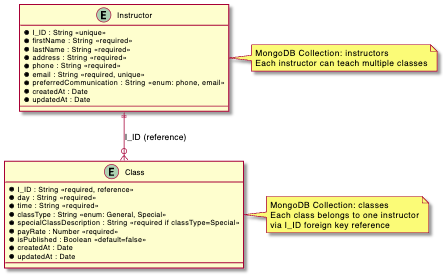 E Instructor
I_ID : String «unique»
firstName : String «required»
lastName : String «required»
address : String «required»
phone : String «required»
email : String «required, unique»
preferredCommunication : String «enum: phone, email»
createdAt : Date
updatedAt : Date
MongoDB Collection: instructors
Each instructor can teach multiple classes
I_ID (reference)
E Class
I_ID : String «required, reference»
day : String «required»
time : String «required»
classType : String «enum: General, Special»
specialClassDescription : String «required if classType=Special»
payRate : Number «required»
isPublished : Boolean «default=false»
createdAt : Date
updatedAt : Date
MongoDB Collection: classes
Each class belongs to one instructor
via I_ID foreign key reference